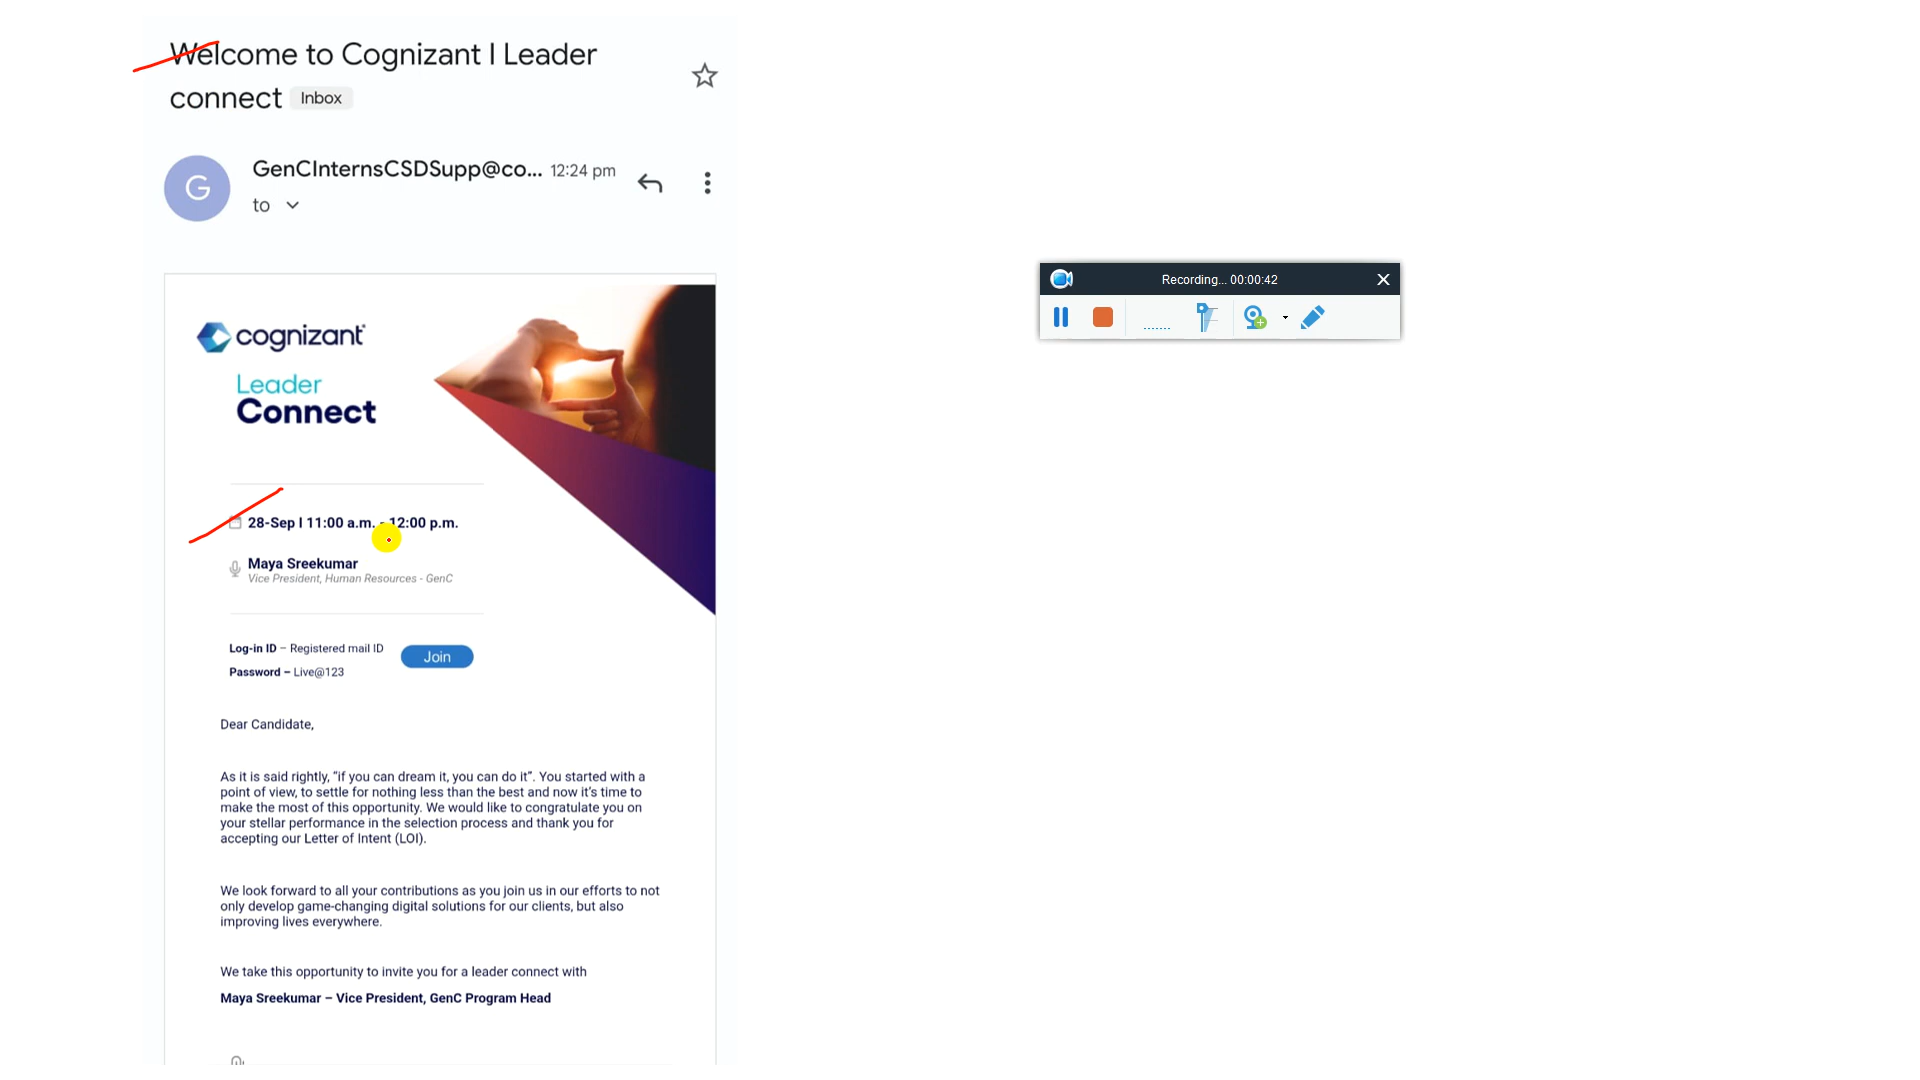 Welcome to Cognizant I Leader
connect Inbox
G
GenCInternsCSDSupp@co... 12:24 pm
to
Recording... 00:00:42
cognizant
Leader
Connect
28-Sep I 11:00 a.m. - 12:00 p.m.
Maya Sreekumar
Vice President, Human Resources - GenC
Log-in ID – Registered mail ID
Join
Password – Live@123
Dear Candidate,
As it is said rightly, “if you can dream it, you can do it”. You started with a
point of view, to settle for nothing less than the best and now it’s time to
make the most of this opportunity. We would like to congratulate you on
your stellar performance in the selection process and thank you for
accepting our Letter of Intent (LOI).
We look forward to all your contributions as you join us in our efforts to not
only develop game-changing digital solutions for our clients, but also
improving lives everywhere.
We take this opportunity to invite you for a leader connect with
Maya Sreekumar – Vice President, GenC Program Head